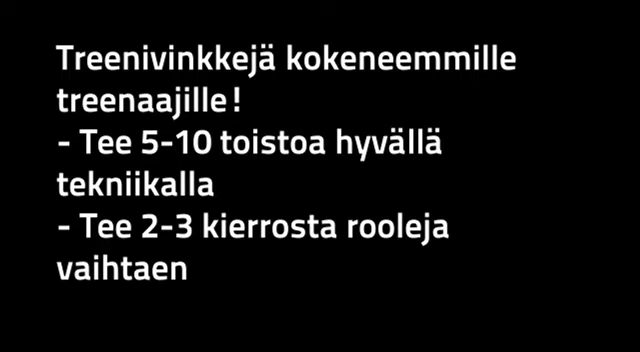 Treenivinkkejä kokeneemmille
treenaajille!
- Tee 5-10 toistoa hyvällä
tekniikalla
- Tee 2-3 kierrosta rooleja
vaihtaen